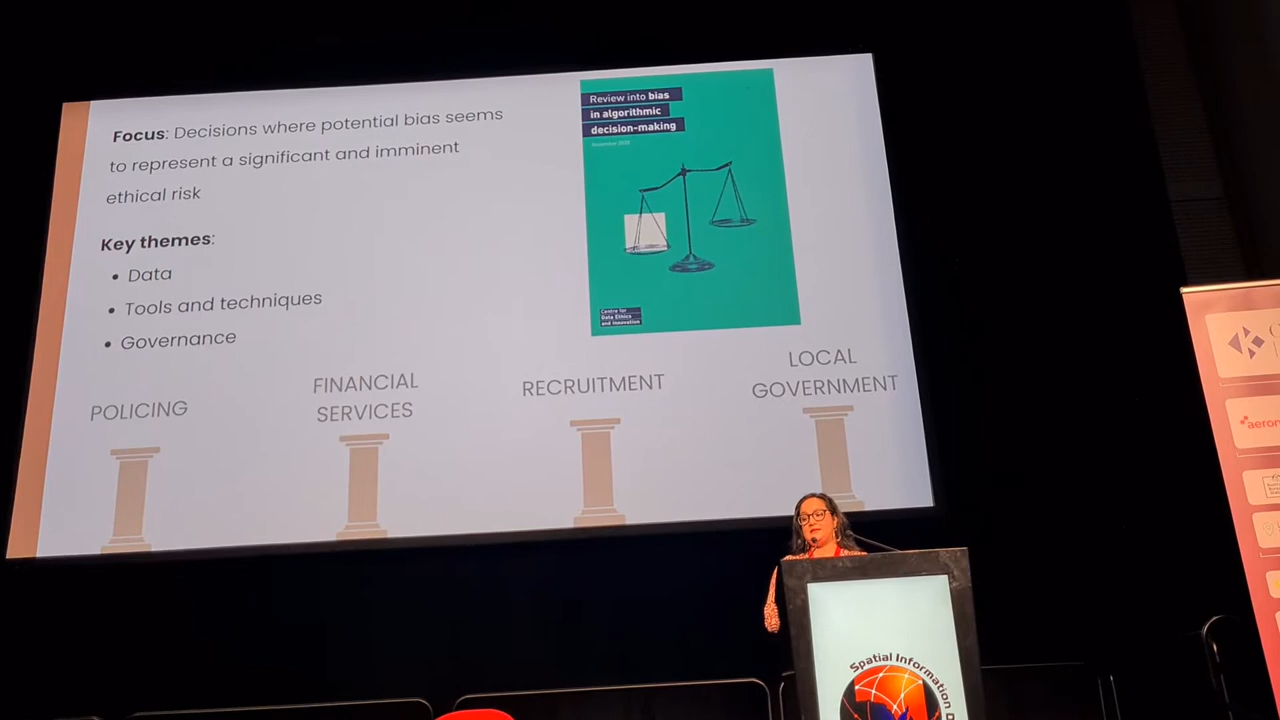 Focus: Decisions where potential bias seems
to represent a significant and imminent
ethical risk
Key themes:
• Data
• Tools and techniques
• Governance
Review into bias
in algorithmic
decision-making
November 2020
Centre for
Data Ethics
and Innovation
POLICING
FINANCIAL
SERVICES
RECRUITMENT
LOCAL
GOVERNMENT
Spatial Information